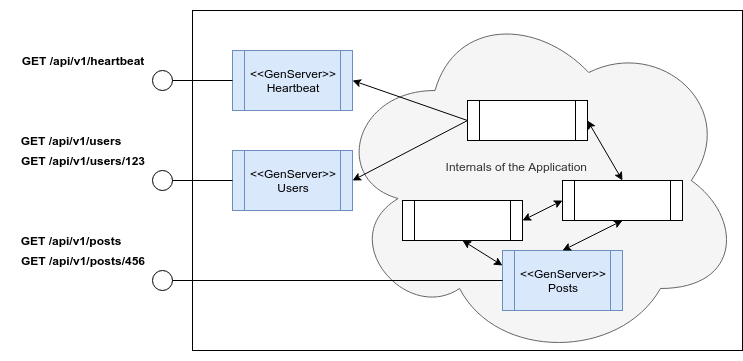 GET /api/v1/heartbeat
<<GenServer>>
Heartbeat
GET /api/v1/users
GET /api/v1/users/123
<<GenServer>>
Users
Internals of the Application
GET /api/v1/posts
GET /api/v1/posts/456
<<GenServer>>
Posts